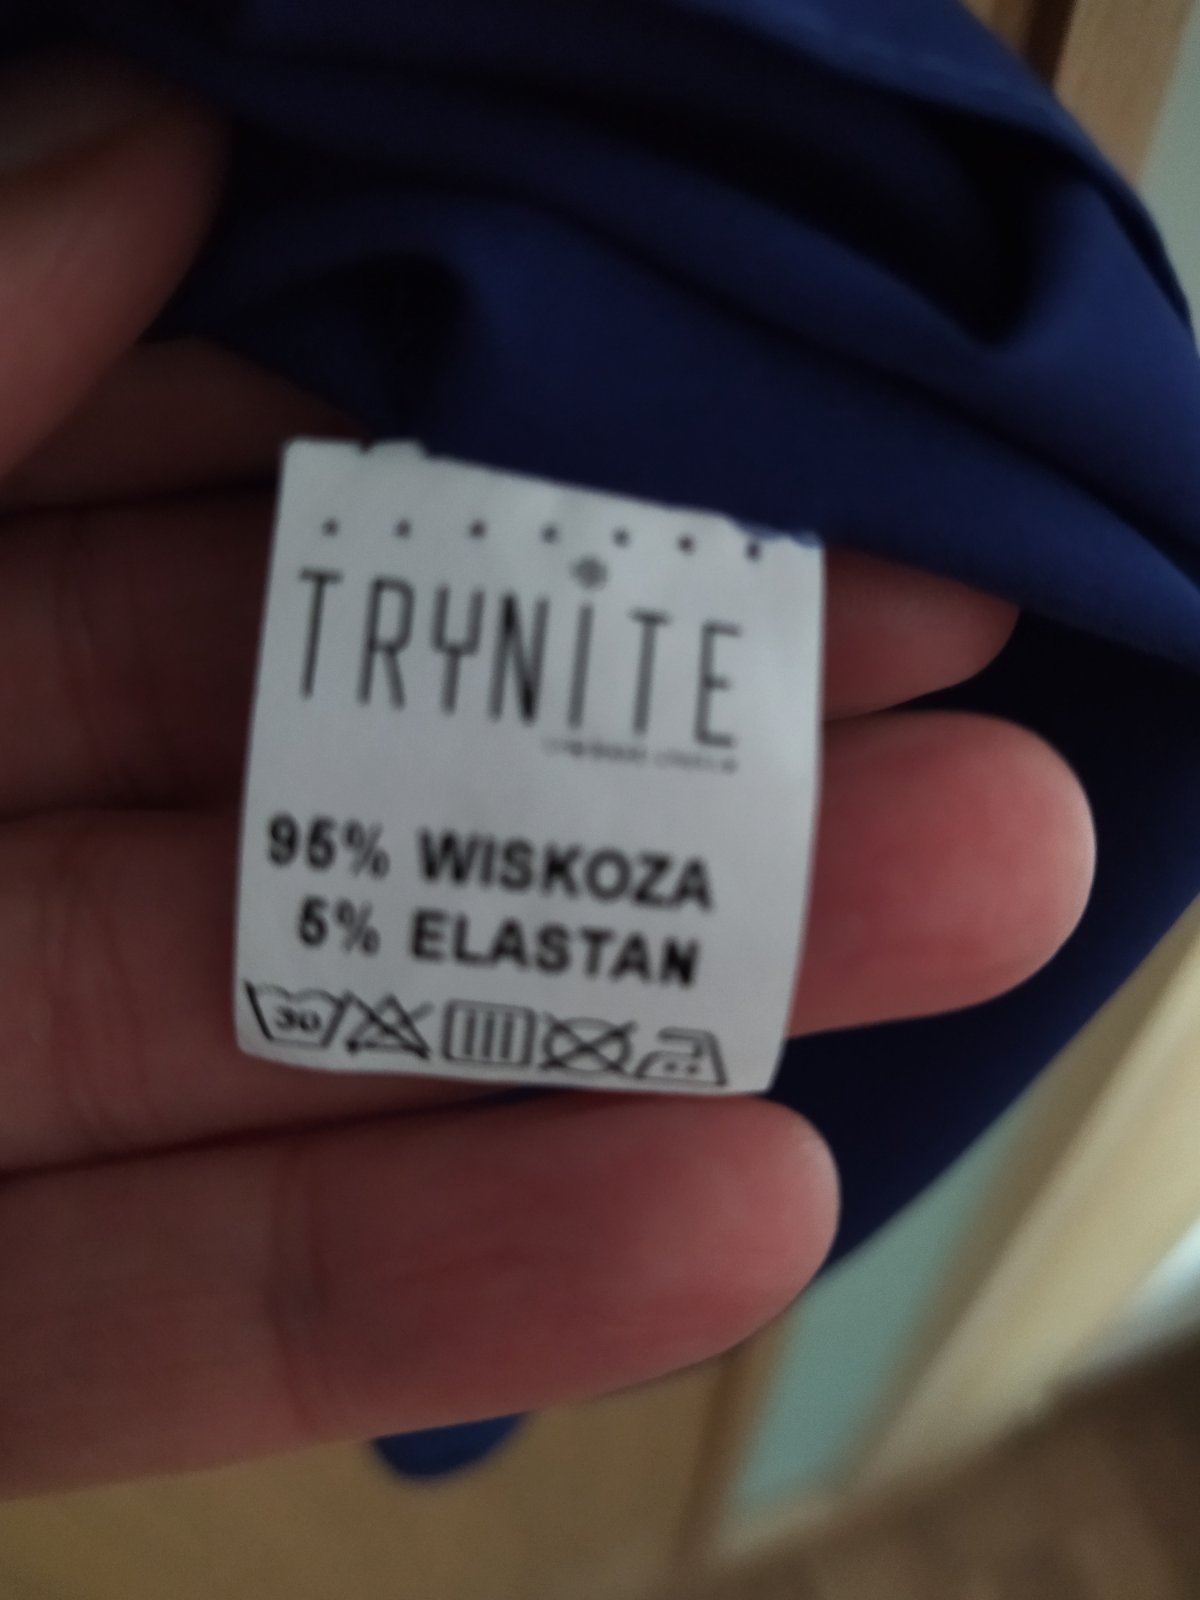 TRYNITE
95% WISKOZA
5% ELASTAN
30